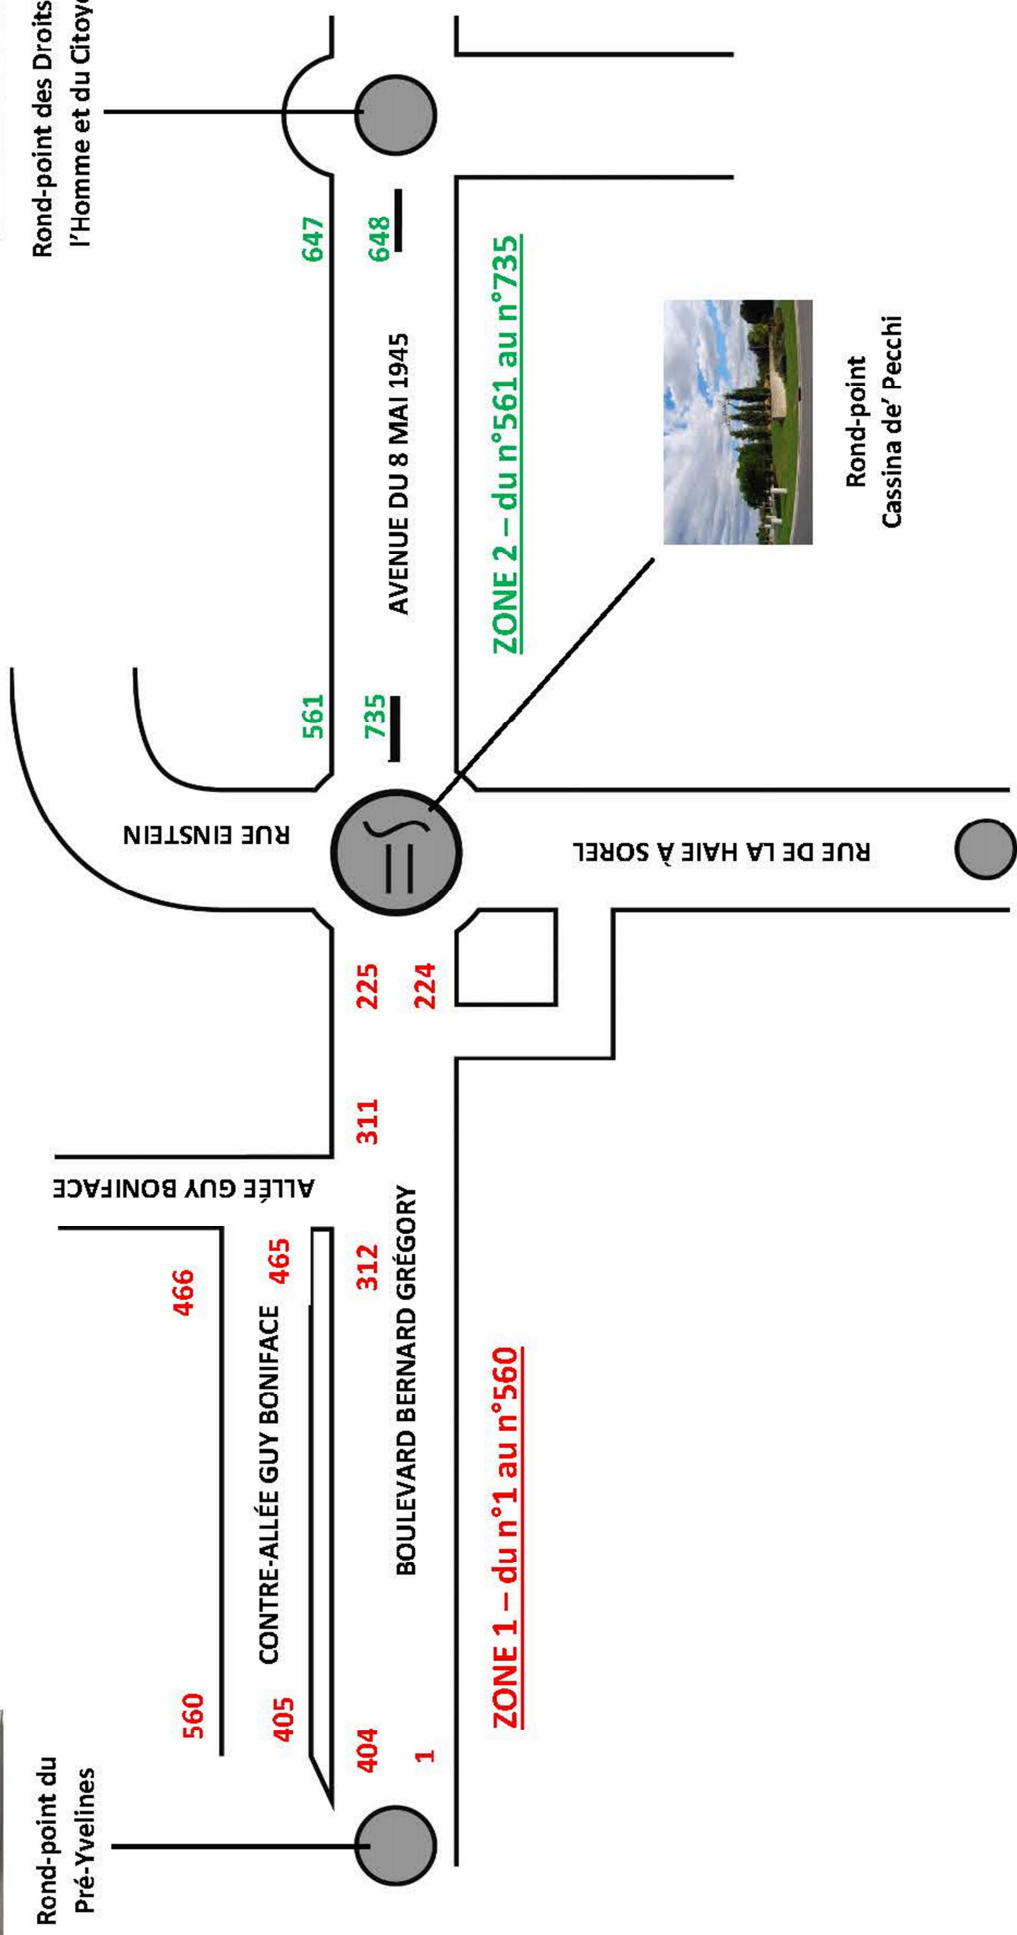 Rond-point du
Pré-Yvelines
Rond-point des Droits
l'Homme et du Citoye
560
466
CONTRE-ALLÉE GUY BONIFACE
405
465
ALLÉE GUY BONIFACE
RUE EINSTEIN
404
312
311
225
561
647
1
BOULEVARD BERNARD GRÉGORY
224
735
AVENUE DU 8 MAI 1945
648
ZONE 1 – du n°1 au n°560
ZONE 2 – du n°561 au n°735
RUE DE LA HAIE À SOREL
Rond-point
Cassina de' Pecchi